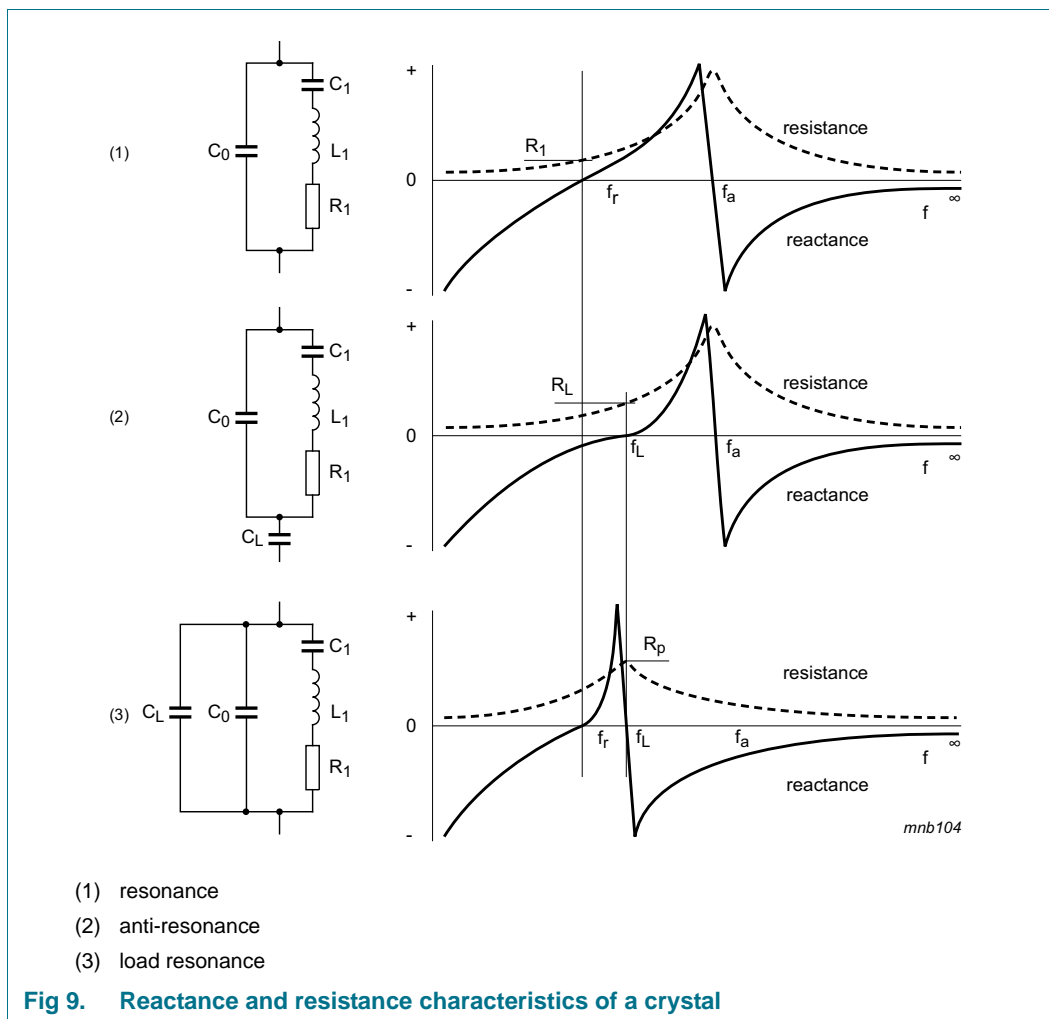 +
C1
resistance
(1) C0 L1 R1
0 fr fa f ∞
R1
reactance
-
+
C1
RL resistance
(2) C0 L1
0 fL fa f ∞
R1
reactance
CL
-
+
C1
Rp resistance
(3) CL C0 L1
0 fr fL fa f ∞
R1
reactance
-
mnb104
(1) resonance
(2) anti-resonance
(3) load resonance
Fig 9. Reactance and resistance characteristics of a crystal